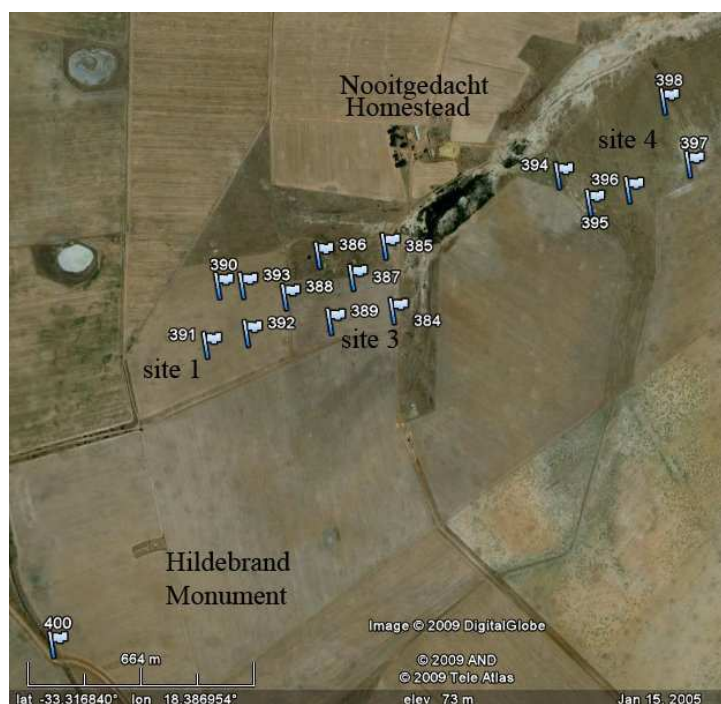 398
Nooitgedacht
Homestead
site 4
397
394
396
395
386
385
390
393
387
388
389
384
391
392
site 3
site 1
Hildebrand
Monument
400
Image © 2009 DigitalGlobe
664 m
© 2009 AND
© 2009 Tele Atlas
lat -33.316840° lon 18.386954° elev 73 m Jan 15, 2005